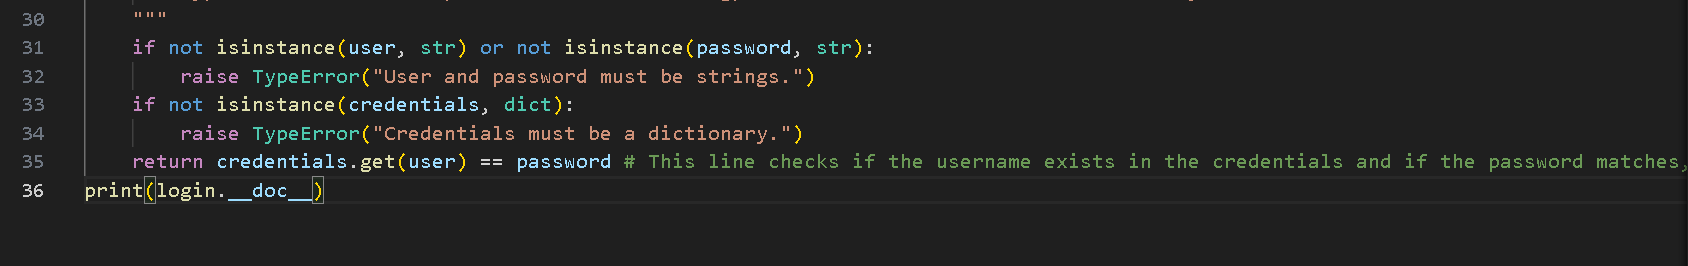 30 """
31 if not isinstance(user, str) or not isinstance(password, str):
32 raise TypeError("User and password must be strings.")
33 if not isinstance(credentials, dict):
34 raise TypeError("Credentials must be a dictionary.")
35 return credentials.get(user) == password # This line checks if the username exists in the credentials and if the password matches,
36 print(login.__doc__)